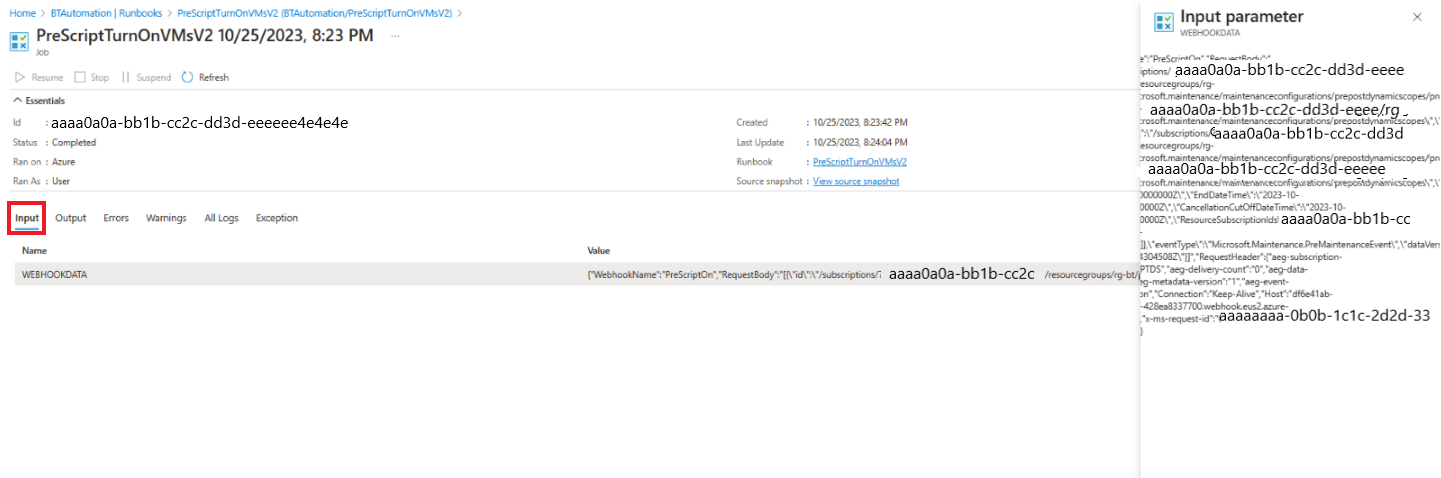 Home > BTAutomation | Runbooks > PreScriptTurnOnVMsV2 (BTAutomation/PreScriptTurnOnVMsV2) >
PreScriptTurnOnVMsV2 10/25/2023, 8:23 PM ...
Job
Resume Stop Suspend Refresh
Essentials
Id : aaaa0a0a-bb1b-cc2c-dd3d-eeeeee4e4e4e
Created : 10/25/2023, 8:23:42 PM
Status : Completed
Last Update : 10/25/2023, 8:24:04 PM
Ran on : Azure
Runbook : PreScriptTurnOnVMsV2
Ran As : User
Source snapshot : View source snapshot
Input Output Errors Warnings All Logs Exception
Name Value
WEBHOOKDATA {"WebhookName":"PreScriptOn","RequestBody":"[{\"id\":\"/subscriptions/ aaaa0a0a-bb1b-cc2c /resourcegroups/rg-bt/
Input parameter
WEBHOOKDATA
e":"PreScriptOn","RequestBody":"
iptions/ aaaa0a0a-bb1b-cc2c-dd3d-eeee
esourcegroups/rg-
icrosoft.maintenance/maintenanceconfigurations/prepostdynamicscopes/pr
aaaa0a0a-bb1b-cc2c-dd3d-eeee/rg
icrosoft.maintenance/maintenanceconfigurations/prepostdynamicscopes\",\
":\"/subscriptions/ aaaa0a0a-bb1b-cc2c-dd3d
esourcegroups/rg-
icrosoft.maintenance/maintenanceconfigurations/prepostdynamicscopes/pr
aaaa0a0a-bb1b-cc2c-dd3d-eeeee
icrosoft.maintenance/maintenanceconfigurations/prepostdynamicscopes\",\
0000000Z\",\"EndDateTime\":\"2023-10-
0000Z\",\"CancellationCutOffDateTime\":\"2023-10-
0000Z\",\"ResourceSubscriptionIds\ aaaa0a0a-bb1b-cc
-
]},\"eventType\":\"Microsoft.Maintenance.PreMaintenanceEvent\",\"dataVers
4304508Z\"}]","RequestHeader":{"aeg-subscription-
PTDS","aeg-delivery-count":"0","aeg-data-
g-metadata-version":"1","aeg-event-
on","Connection":"Keep-Alive","Host":"df6e41ab-
-428ea8337700.webhook.eus2.azure-
,"x-ms-request-id":" aaaaaaaa-0b0b-1c1c-2d2d-33
}